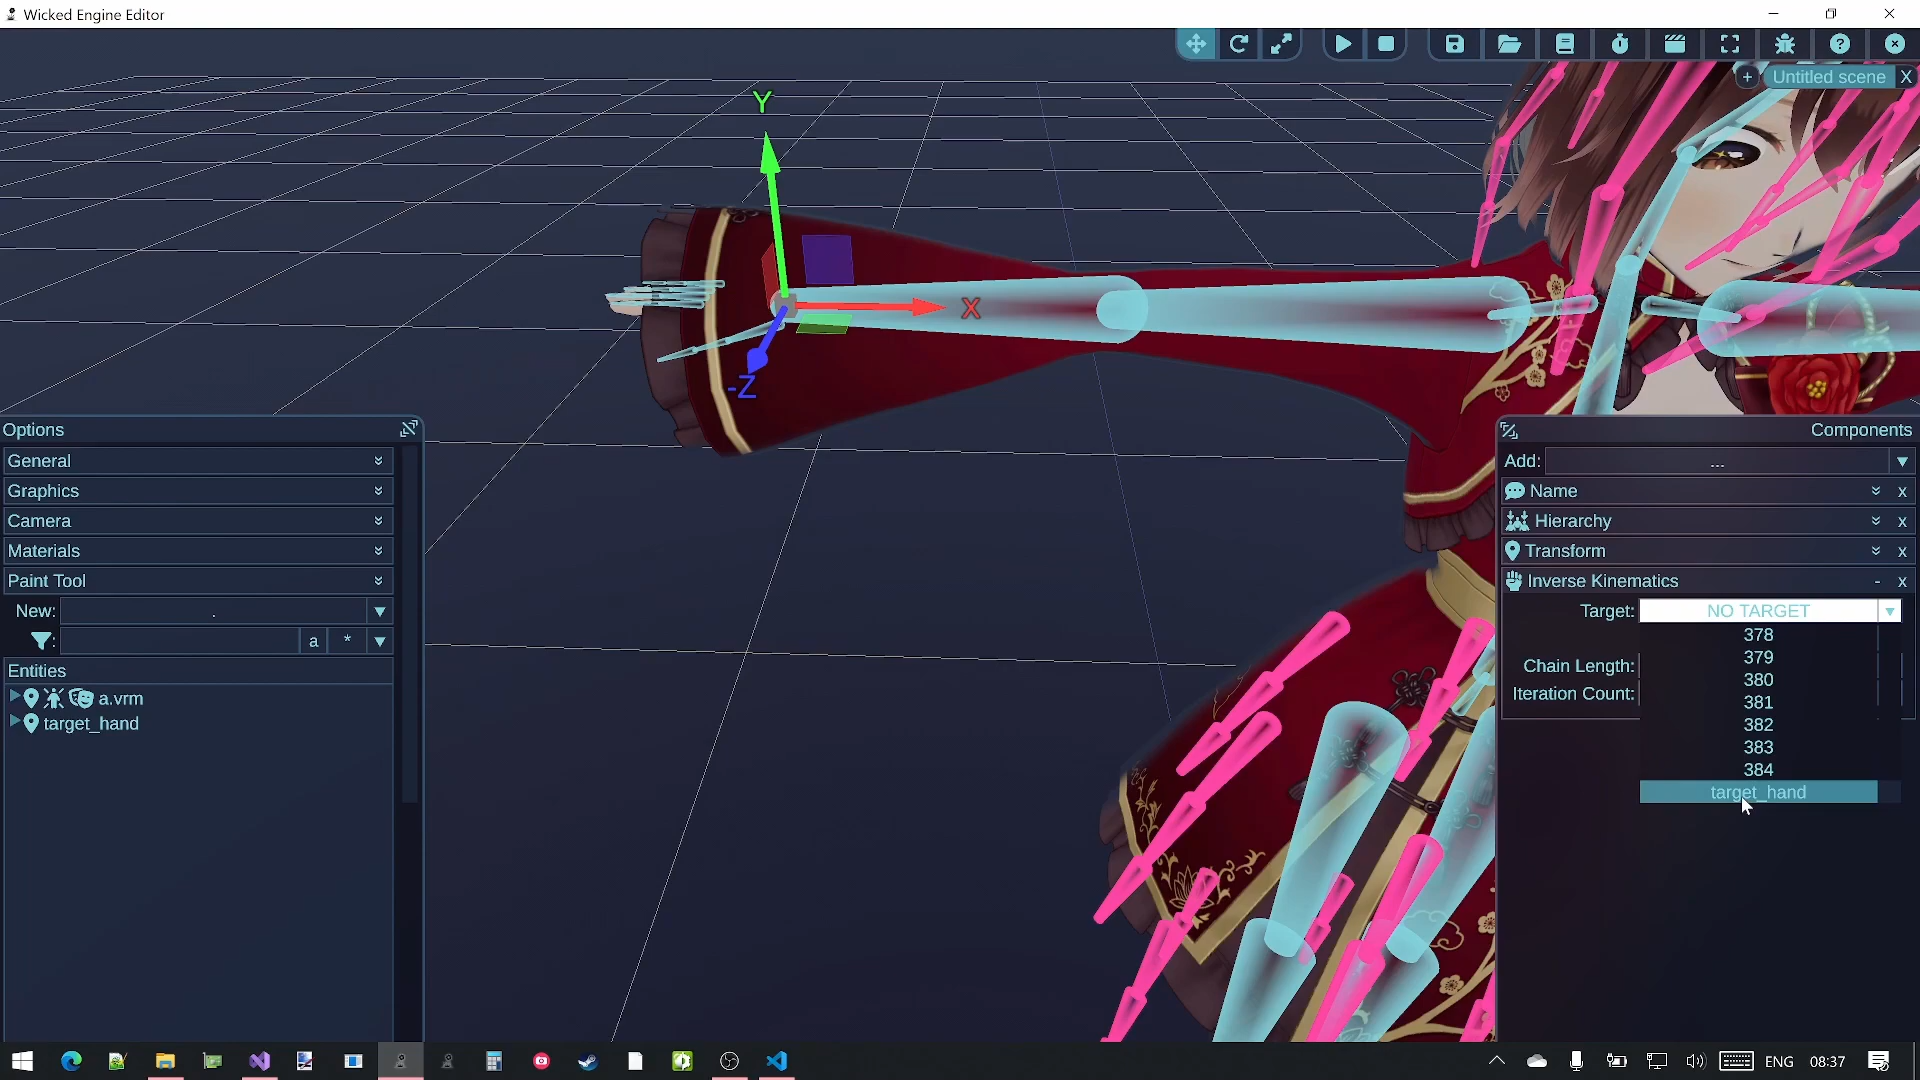 Wicked Engine Editor
+ Untitled scene X
Y
X
-Z
Options
General
Graphics
Camera
Materials
Paint Tool
New: .
: a *
Entities
a.vrm
target_hand
Components
Add: ...
Name x
Hierarchy x
Transform x
Inverse Kinematics - x
Target: NO TARGET
378
379
380
381
382
383
384
target_hand
Chain Length:
Iteration Count:
ENG 08:37